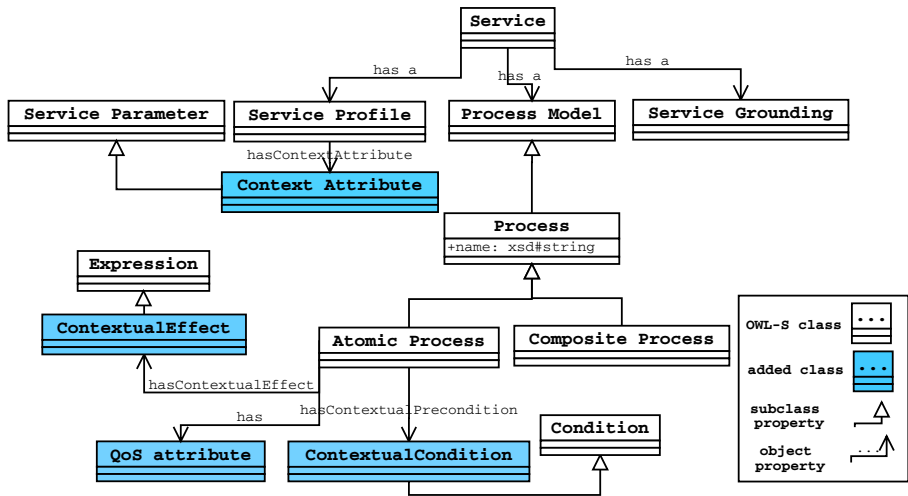 Service
has a
has a
Service Parameter
Service Profile
Process Model
Service Grounding
hasContextAttribute
Context Attribute
Process
+name: xsd#string
Expression
ContextualEffect
Atomic Process
Composite Process
hasContextualEffect
has
hasContextualPrecondition
QoS attribute
ContextualCondition
Condition
OWL-S class
...
added class
...
subclass
property
object
property
...